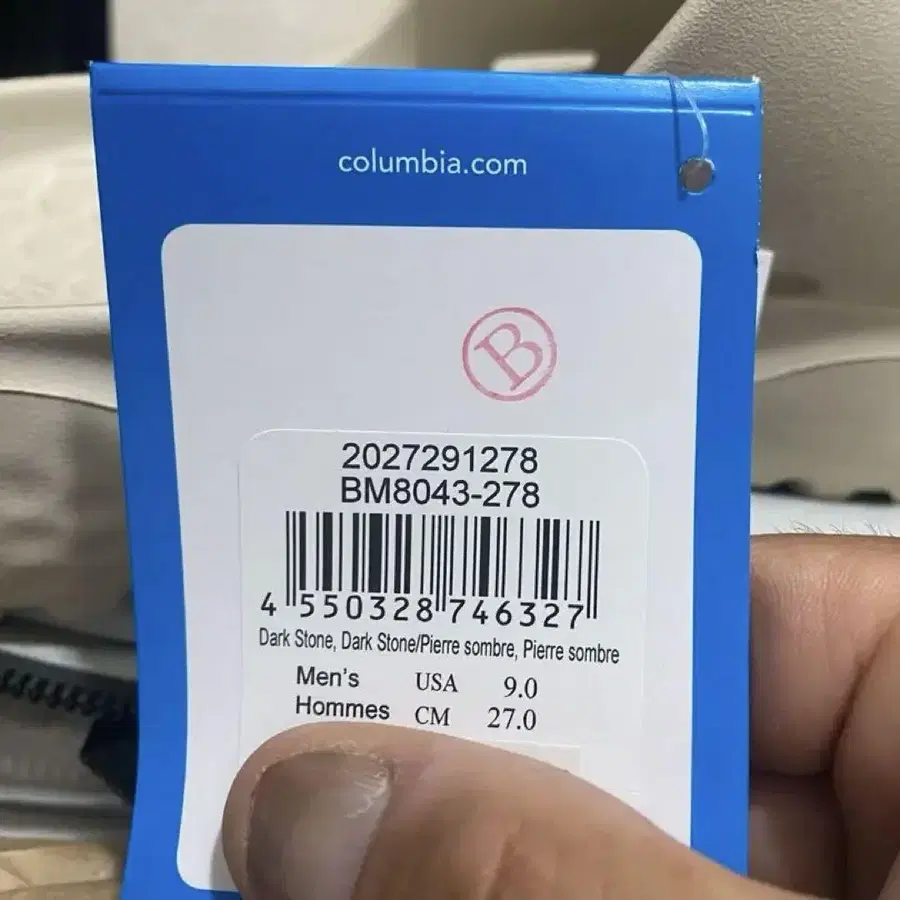 columbia.com
B
2027291278
BM8043-278
4 550328 746327
Dark Stone, Dark Stone/Pierre sombre, Pierre sombre
Men's USA 9.0
Hommes CM 27.0